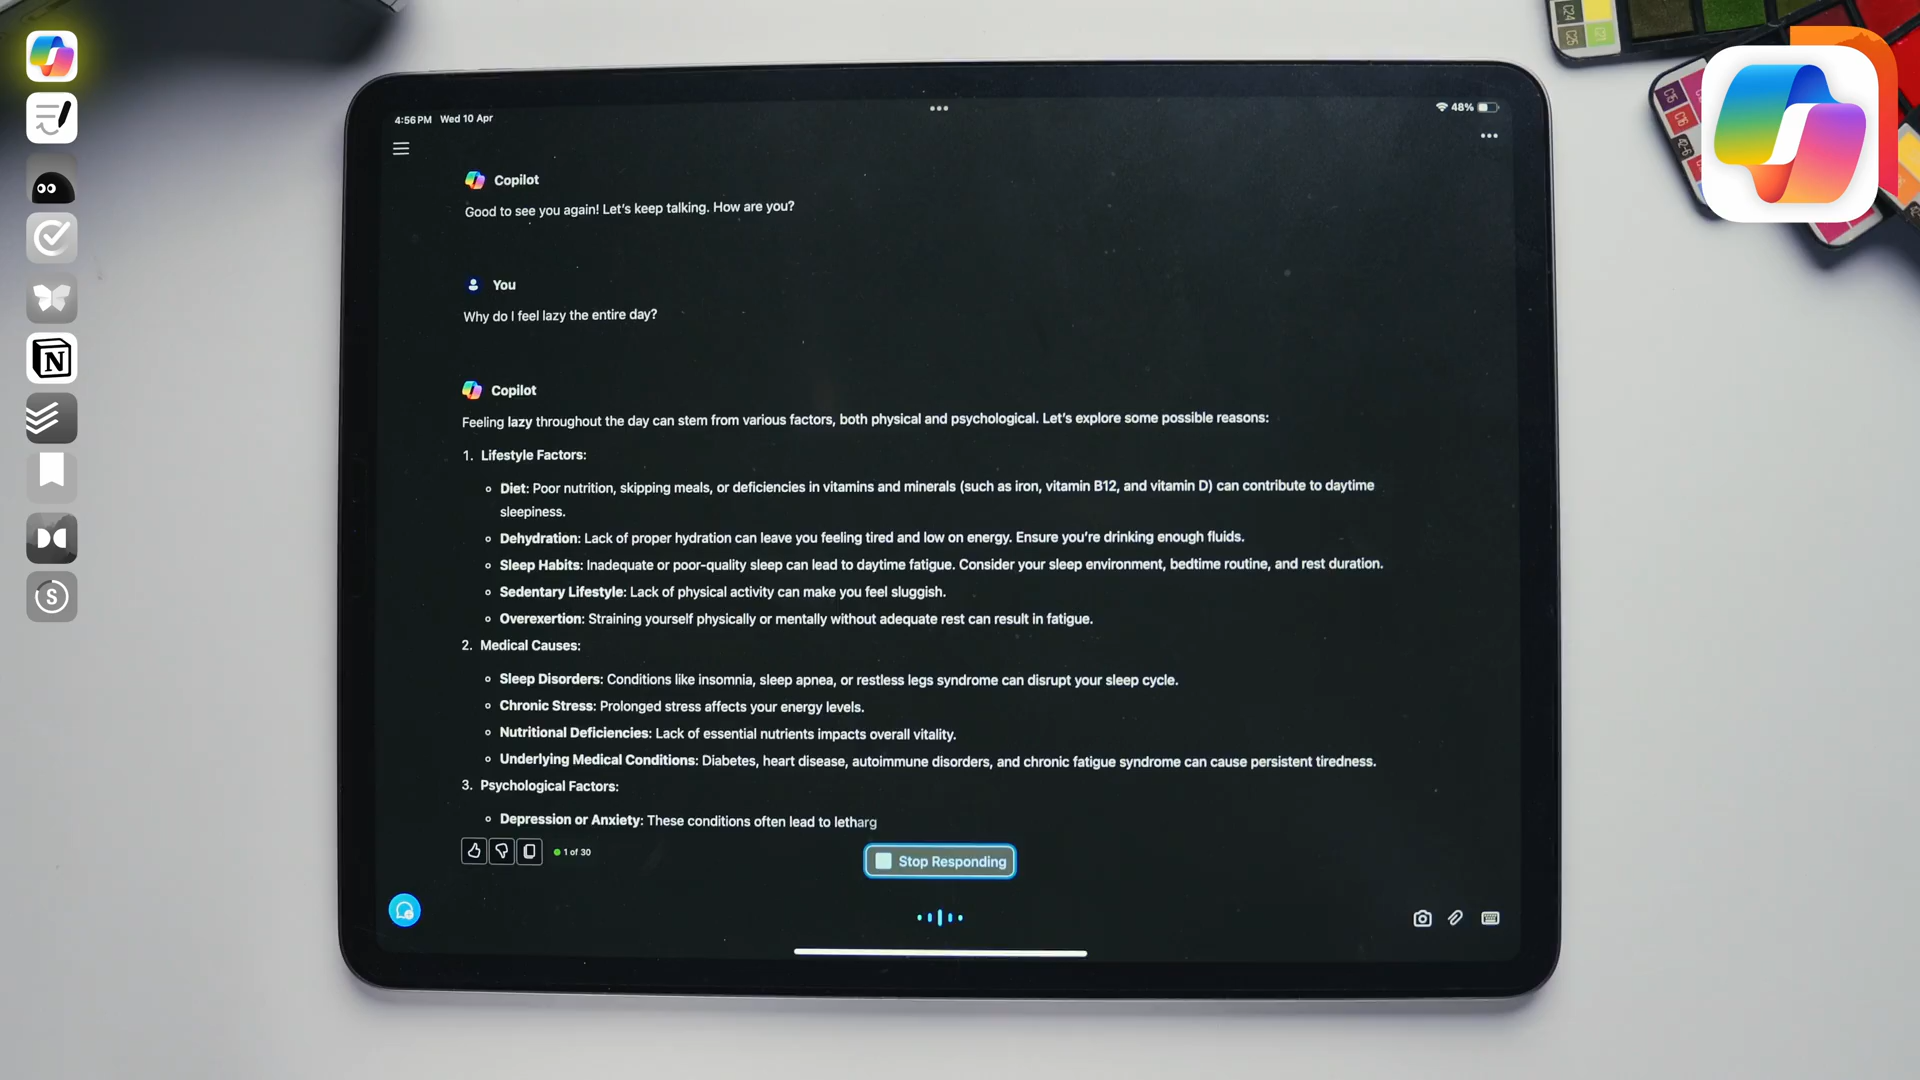 4:56 PM Wed 10 Apr
48%
Copilot
Good to see you again! Let's keep talking. How are you?
You
Why do I feel lazy the entire day?
Copilot
Feeling lazy throughout the day can stem from various factors, both physical and psychological. Let's explore some possible reasons:
1. Lifestyle Factors:
Diet: Poor nutrition, skipping meals, or deficiencies in vitamins and minerals (such as iron, vitamin B12, and vitamin D) can contribute to daytime
sleepiness.
Dehydration: Lack of proper hydration can leave you feeling tired and low on energy. Ensure you're drinking enough fluids.
Sleep Habits: Inadequate or poor-quality sleep can lead to daytime fatigue. Consider your sleep environment, bedtime routine, and rest duration.
Sedentary Lifestyle: Lack of physical activity can make you feel sluggish.
Overexertion: Straining yourself physically or mentally without adequate rest can result in fatigue.
2. Medical Causes:
Sleep Disorders: Conditions like insomnia, sleep apnea, or restless legs syndrome can disrupt your sleep cycle.
Chronic Stress: Prolonged stress affects your energy levels.
Nutritional Deficiencies: Lack of essential nutrients impacts overall vitality.
Underlying Medical Conditions: Diabetes, heart disease, autoimmune disorders, and chronic fatigue syndrome can cause persistent tiredness.
3. Psychological Factors:
Depression or Anxiety: These conditions often lead to letharg
1 of 30
Stop Responding
N
S